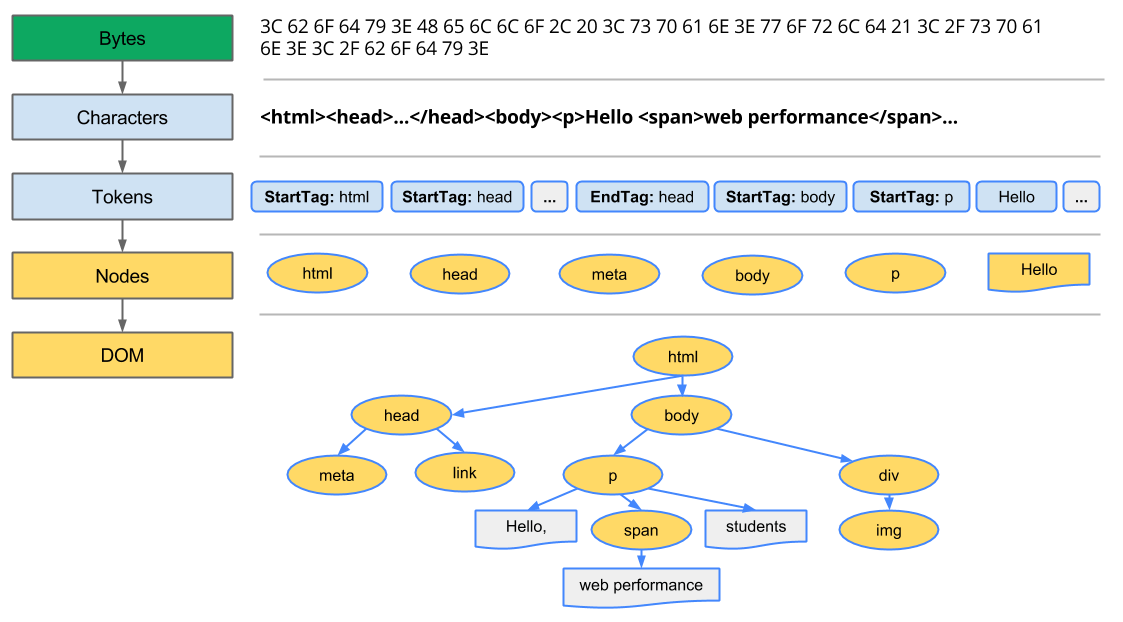 Bytes
3C 62 6F 64 79 3E 48 65 6C 6C 6F 2C 20 3C 73 70 61 6E 3E 77 6F 72 6C 64 21 3C 2F 73 70 61
6E 3E 3C 2F 62 6F 64 79 3E
Characters
<html><head>...</head><body><p>Hello <span>web performance</span>...
Tokens
StartTag: html
StartTag: head
...
EndTag: head
StartTag: body
StartTag: p
Hello
...
Nodes
html
head
meta
body
p
Hello
DOM
html
head
body
meta
link
p
div
Hello,
span
students
img
web performance